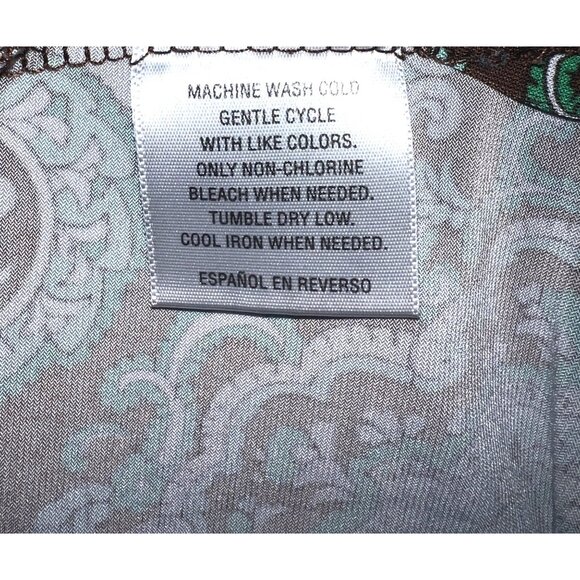 MACHINE WASH COLD
GENTLE CYCLE
WITH LIKE COLORS.
ONLY NON-CHLORINE
BLEACH WHEN NEEDED.
TUMBLE DRY LOW.
COOL IRON WHEN NEEDED.
ESPAÑOL EN REVERSO